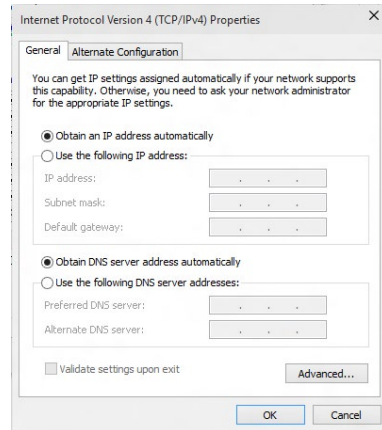 Internet Protocol Version 4 (TCP/IPv4) Properties
General
Alternate Configuration
You can get IP settings assigned automatically if your network supports
this capability. Otherwise, you need to ask your network administrator
for the appropriate IP settings.
Obtain an IP address automatically
Use the following IP address:
IP address:
Subnet mask:
Default gateway:
Obtain DNS server address automatically
Use the following DNS server addresses:
Preferred DNS server:
Alternate DNS server:
Validate settings upon exit
Advanced...
OK
Cancel